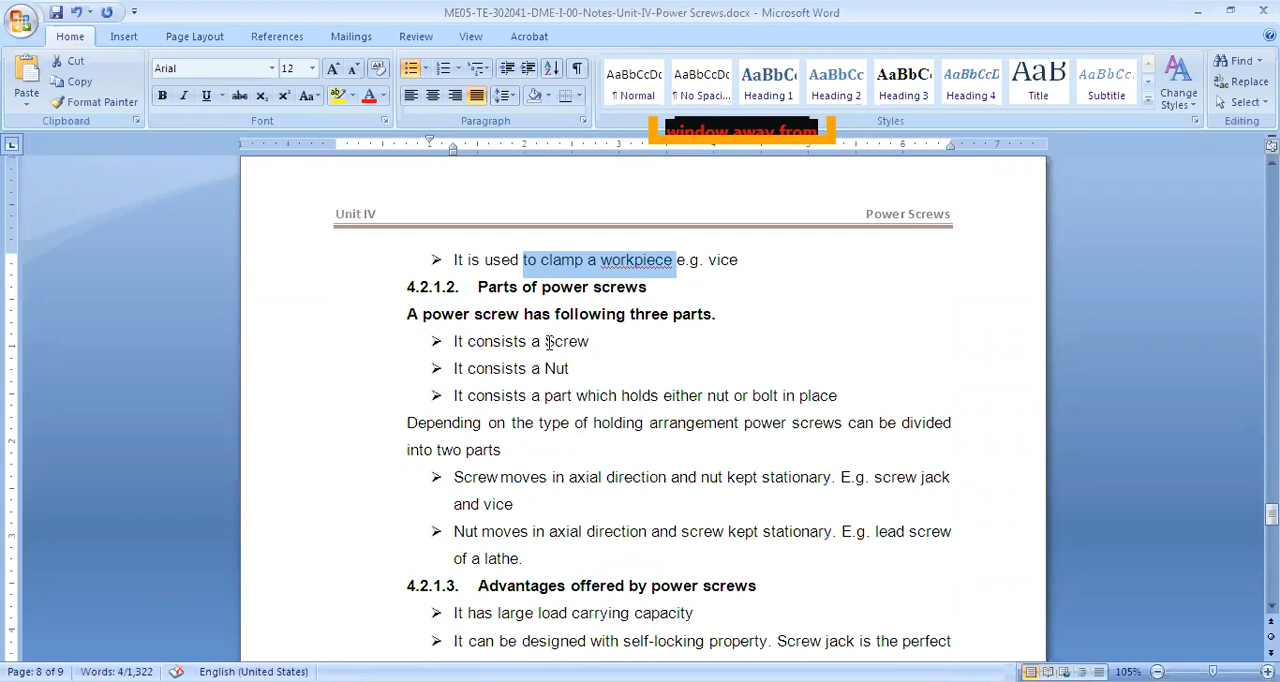 ME05-TE-302041-DME-I-00-Notes-Unit-IV-Power Screws.docx - Microsoft Word
Home Insert Page Layout References Mailings Review View Acrobat
Paste
Cut
Copy
Format Painter
Clipboard
Arial 12
Font
Paragraph
AaBbCcDc AaBbCcDc AaBbC AaBbCc AaBbCc AaBbCcD AaB AaBbCc.
¶ Normal ¶ No Spaci... Heading 1 Heading 2 Heading 3 Heading 4 Title Subtitle
Change Styles
Styles
Find
Replace
Select
Editing
window away from
Unit IV Power Screws
It is used to clamp a workpiece e.g. vice
4.2.1.2. Parts of power screws
A power screw has following three parts.
It consists a Screw
It consists a Nut
It consists a part which holds either nut or bolt in place
Depending on the type of holding arrangement power screws can be divided
into two parts
Screw moves in axial direction and nut kept stationary. E.g. screw jack
and vice
Nut moves in axial direction and screw kept stationary. E.g. lead screw
of a lathe.
4.2.1.3. Advantages offered by power screws
It has large load carrying capacity
It can be designed with self-locking property. Screw jack is the perfect
Page: 8 of 9 Words: 4/1,322 English (United States) 105%